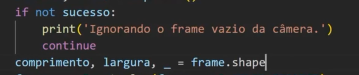 if not sucesso:
print('Ignorando o frame vazio da câmera.')
continue
comprimento, largura, _ = frame.shape